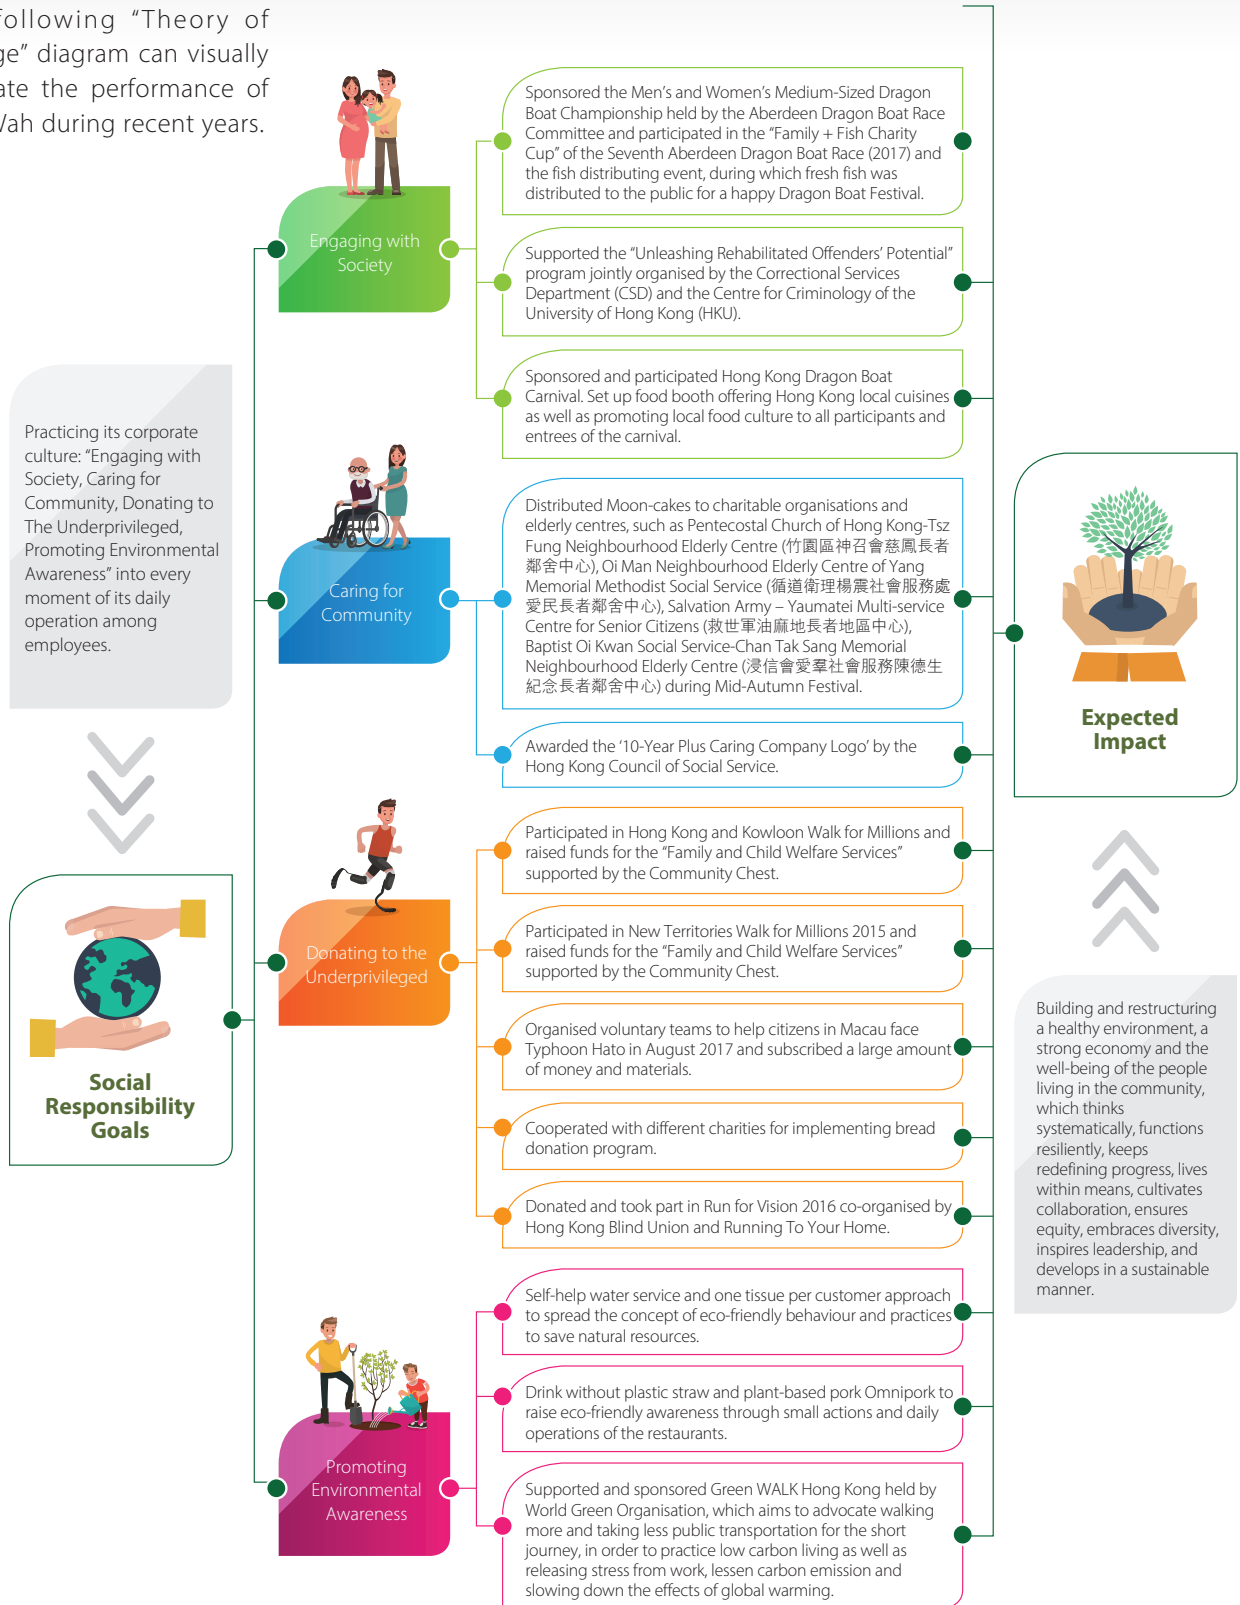 following “Theory of
ge” diagram can visually
ate the performance of
Wah during recent years.
Sponsored the Men’s and Women’s Medium-Sized Dragon
Boat Championship held by the Aberdeen Dragon Boat Race
Committee and participated in the “Family + Fish Charity
Cup” of the Seventh Aberdeen Dragon Boat Race (2017) and
the fish distributing event, during which fresh fish was
distributed to the public for a happy Dragon Boat Festival.
Engaging with
Society
Supported the “Unleashing Rehabilitated Offenders’ Potential”
program jointly organised by the Correctional Services
Department (CSD) and the Centre for Criminology of the
University of Hong Kong (HKU).
Sponsored and participated Hong Kong Dragon Boat
Carnival. Set up food booth offering Hong Kong local cuisines
as well as promoting local food culture to all participants and
entrees of the carnival.
Practicing its corporate
culture: “Engaging with
Society, Caring for
Community, Donating to
The Underprivileged,
Promoting Environmental
Awareness” into every
moment of its daily
operation among
employees.
Caring for
Community
Distributed Moon-cakes to charitable organisations and
elderly centres, such as Pentecostal Church of Hong Kong-Tsz
Fung Neighbourhood Elderly Centre (竹園區神召會慈鳳長者
鄰舍中心), Oi Man Neighbourhood Elderly Centre of Yang
Memorial Methodist Social Service (循道衛理楊震社會服務處
愛民長者鄰舍中心), Salvation Army – Yaumatei Multi-service
Centre for Senior Citizens (救世軍油麻地長者地區中心),
Baptist Oi Kwan Social Service-Chan Tak Sang Memorial
Neighbourhood Elderly Centre (浸信會愛羣社會服務陳德生
紀念長者鄰舍中心) during Mid-Autumn Festival.
Awarded the ‘10-Year Plus Caring Company Logo’ by the
Hong Kong Council of Social Service.
Expected
Impact
Participated in Hong Kong and Kowloon Walk for Millions and
raised funds for the “Family and Child Welfare Services”
supported by the Community Chest.
Donating to the
Underprivileged
Participated in New Territories Walk for Millions 2015 and
raised funds for the “Family and Child Welfare Services”
supported by the Community Chest.
Organised voluntary teams to help citizens in Macau face
Typhoon Hato in August 2017 and subscribed a large amount
of money and materials.
Cooperated with different charities for implementing bread
donation program.
Donated and took part in Run for Vision 2016 co-organised by
Hong Kong Blind Union and Running To Your Home.
Social
Responsibility
Goals
Building and restructuring
a healthy environment, a
strong economy and the
well-being of the people
living in the community,
which thinks
systematically, functions
resiliently, keeps
redefining progress, lives
within means, cultivates
collaboration, ensures
equity, embraces diversity,
inspires leadership, and
develops in a sustainable
manner.
Self-help water service and one tissue per customer approach
to spread the concept of eco-friendly behaviour and practices
to save natural resources.
Drink without plastic straw and plant-based pork Omnipork to
raise eco-friendly awareness through small actions and daily
operations of the restaurants.
Promoting
Environmental
Awareness
Supported and sponsored Green WALK Hong Kong held by
World Green Organisation, which aims to advocate walking
more and taking less public transportation for the short
journey, in order to practice low carbon living as well as
releasing stress from work, lessen carbon emission and
slowing down the effects of global warming.